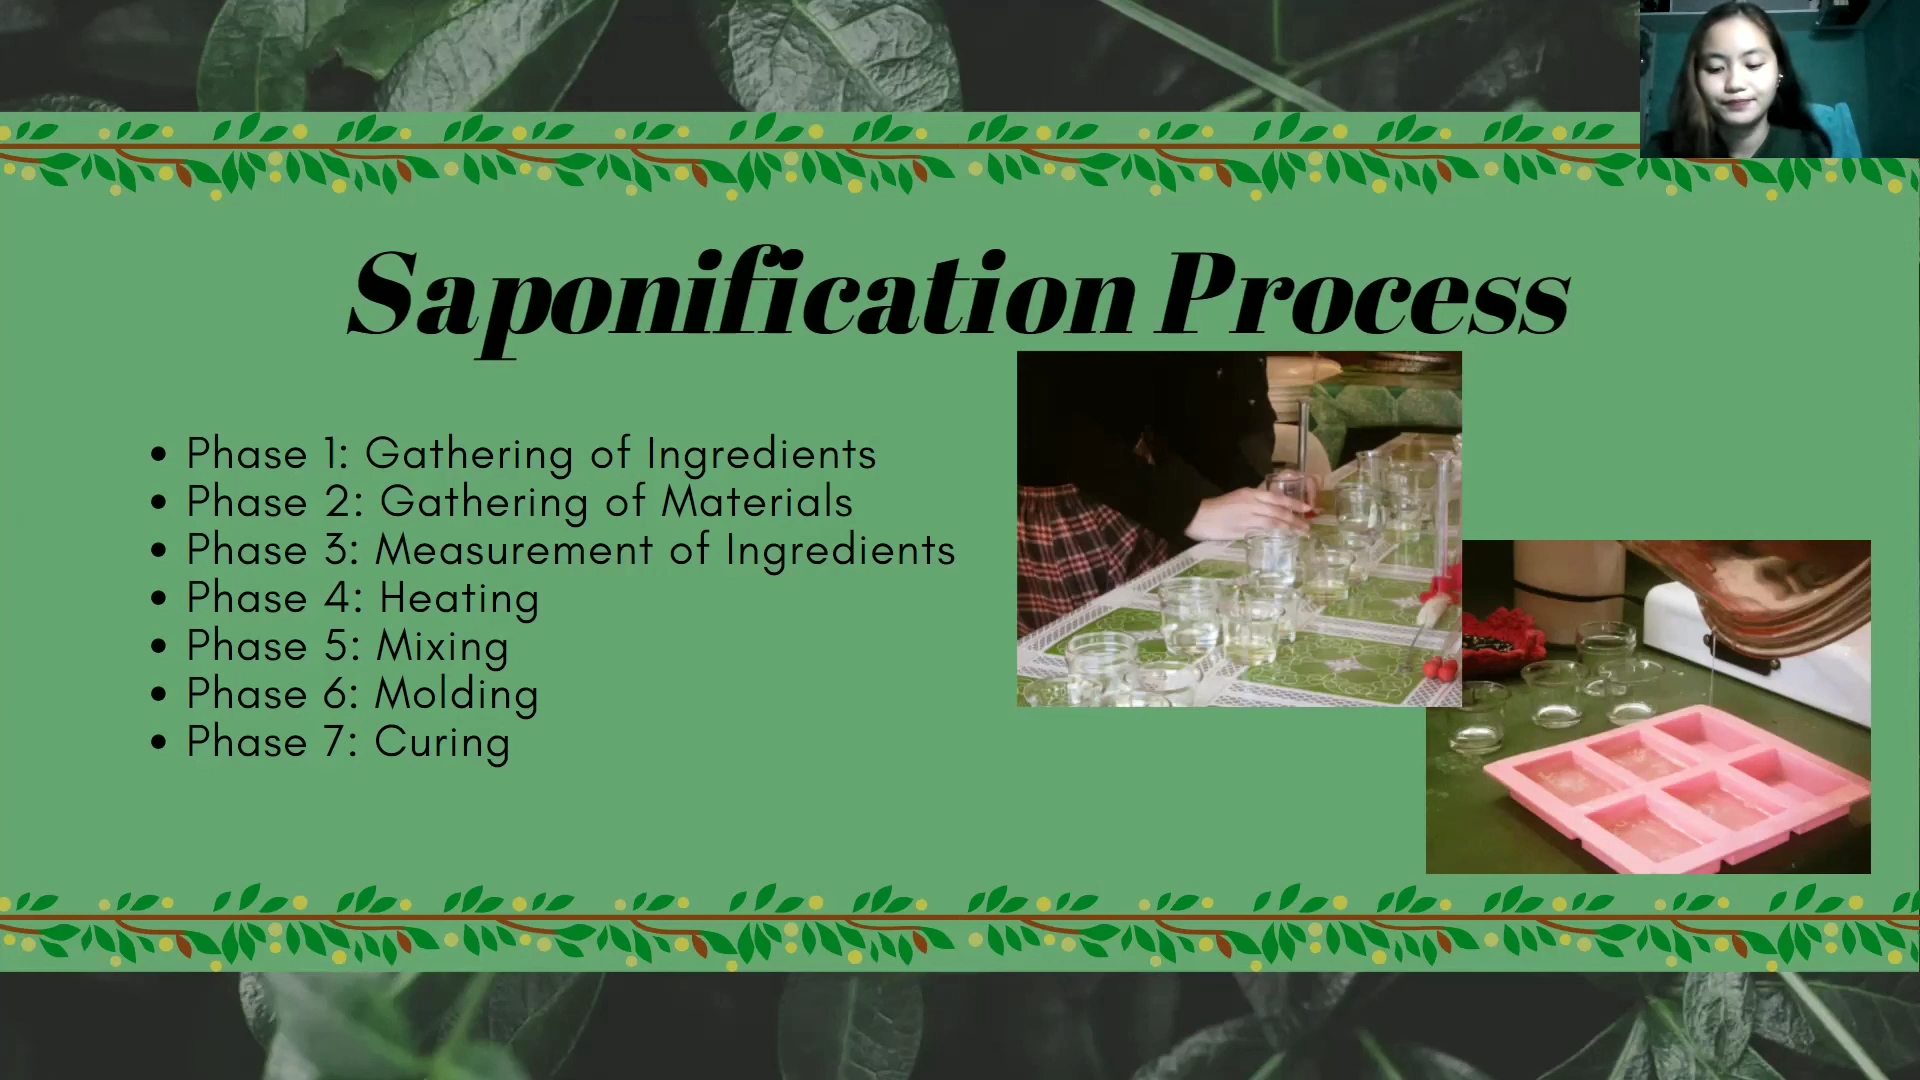 Saponification Process
• Phase 1: Gathering of Ingredients
• Phase 2: Gathering of Materials
• Phase 3: Measurement of Ingredients
• Phase 4: Heating
• Phase 5: Mixing
• Phase 6: Molding
• Phase 7: Curing